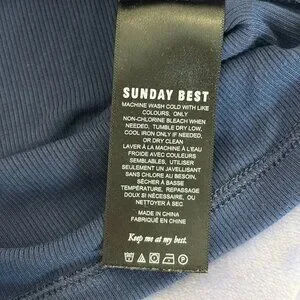 SUNDAY BEST
MACHINE WASH COLD WITH LIKE
COLOURS, ONLY
NON-CHLORINE BLEACH WHEN
NEEDED, TUMBLE DRY LOW,
COOL IRON ONLY IF NEEDED,
OR DRY CLEAN
LAVER À LA MACHINE À L'EAU
FROIDE AVEC COULEURS
SEMBLABLES, UTILISER
SEULEMENT UN JAVELLISANT
SANS CHLORE AU BESOIN,
SÉCHER À BASSE
TEMPÉRATURE, REPASSAGE
DOUX SI NÉCESSAIRE, OU
NETTOYER À SEC
MADE IN CHINA
FABRIQUÉ EN CHINE
Keep me at my best.